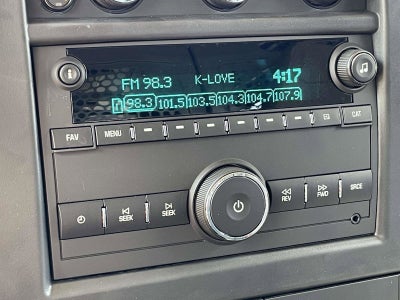 FM 98.3 K-LOVE 4:17
1 98.3 101.5 103.5 104.3 104.7 107.9
FAV MENU EQ CAT
SEEK SEEK REV FWD SRCE